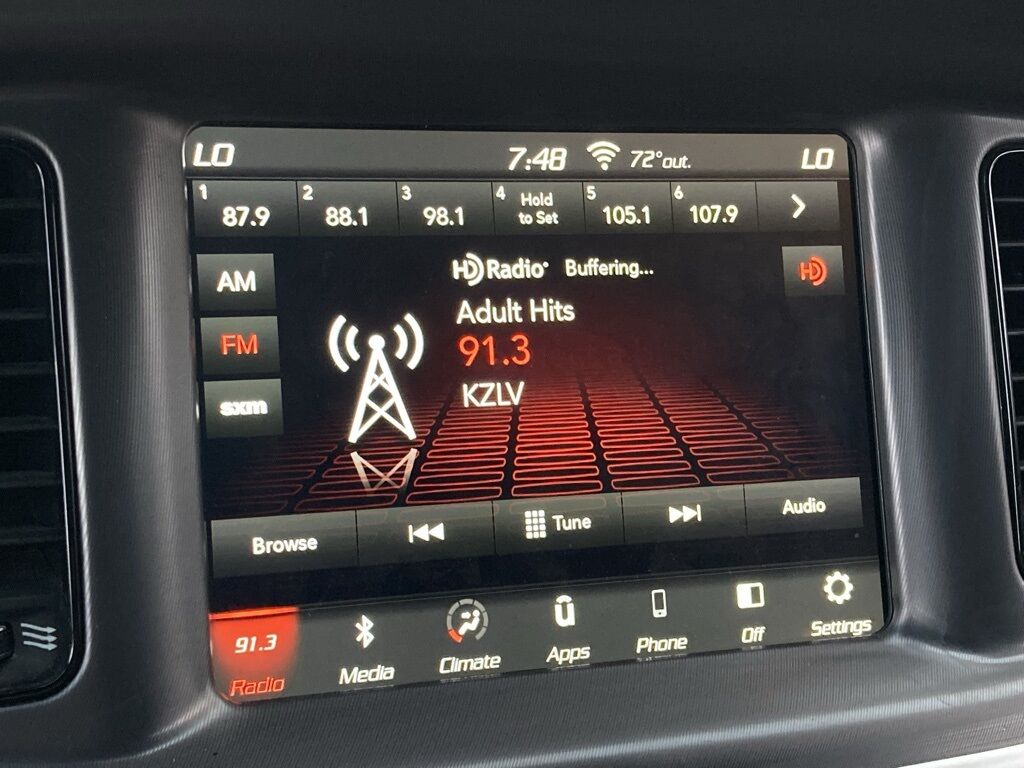 LO 7:48 72° out. LO
1 2 3 4 5 6
87.9 88.1 98.1 Hold to Set 105.1 107.9
HD Radio Buffering... HD
AM
Adult Hits
FM
91.3
KZLV
sxm
Browse Tune Audio
91.3
Radio Media Climate Apps Phone Off Settings